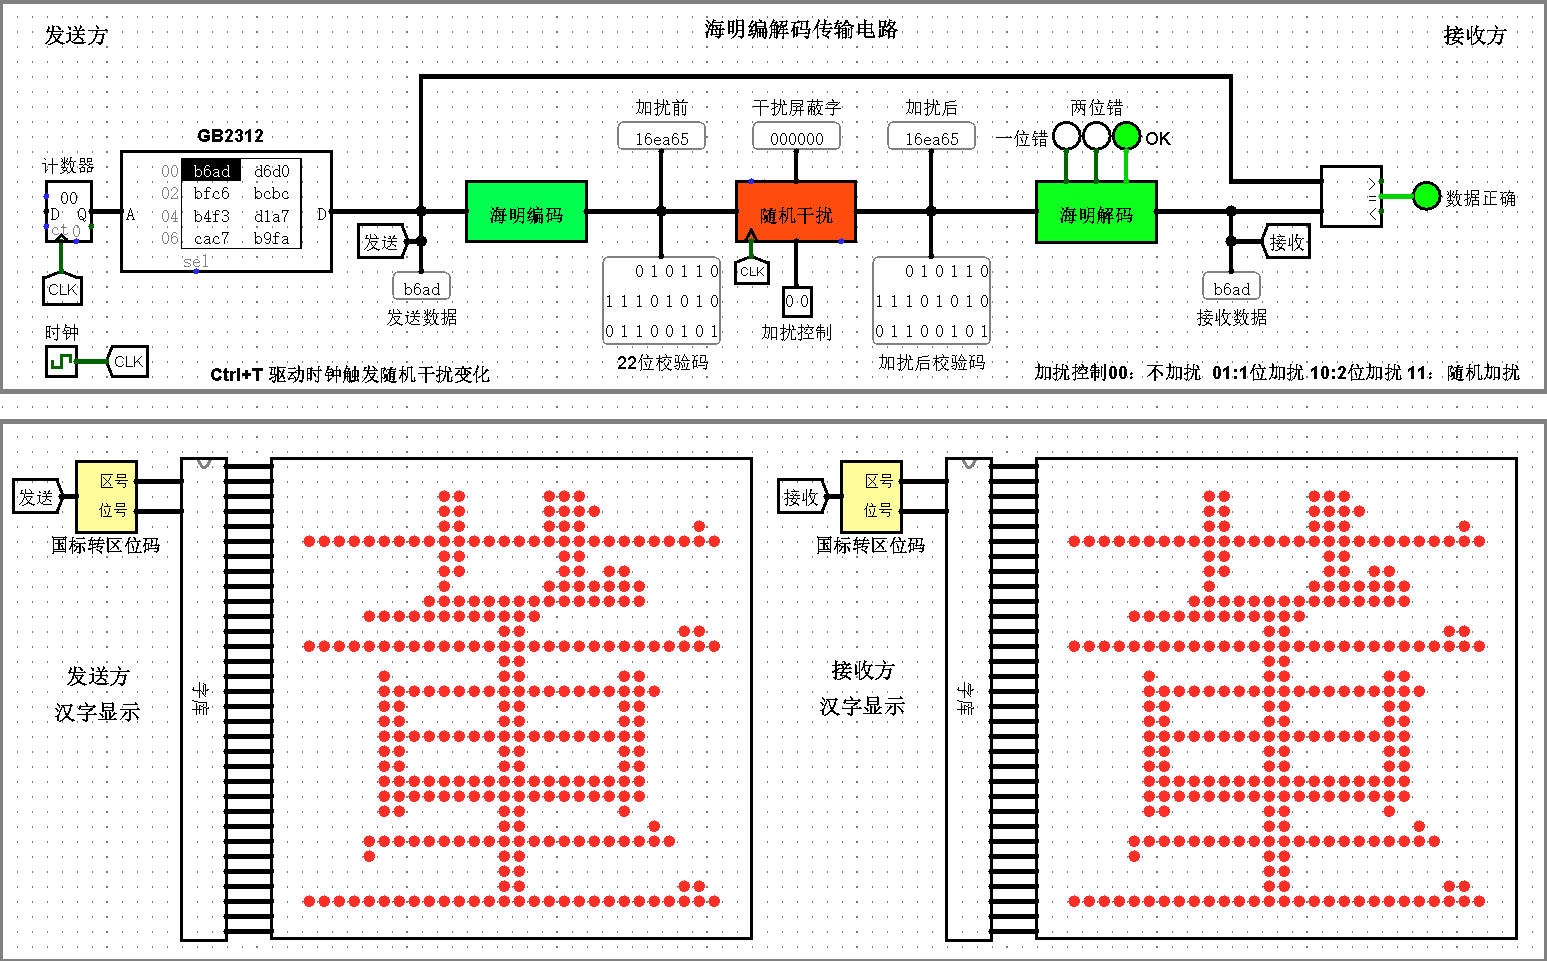 海明编解码传输电路
发送方
接收方
加扰前
干扰屏蔽字
加扰后
两位错
16ea65
000000
16ea65
一位错
OK
GB2312
计数器
00
D Q
ct0
A
00 b6ad d6d0
02 bfc6 bcbc
04 b4f3 d1a7
06 cac7 b9fa
D
sel
海明编码
随机干扰
海明解码
>
=
<
数据正确
发送
接收
CLK
CLK
b6ad
发送数据
0 1 0 1 1 0
1 1 1 0 1 0 1 0
0 1 1 0 0 1 0 1
22位校验码
0 0
加扰控制
0 1 0 1 1 0
1 1 1 0 1 0 1 0
0 1 1 0 0 1 0 1
加扰后校验码
b6ad
接收数据
时钟
CLK
Ctrl+T 驱动时钟触发随机干扰变化
加扰控制00：不加扰 01:1位加扰 10:2位加扰 11：随机加扰
发送
区号
位号
国标转区位码
字库
发送方
汉字显示
董
接收
区号
位号
国标转区位码
字库
接收方
汉字显示
董